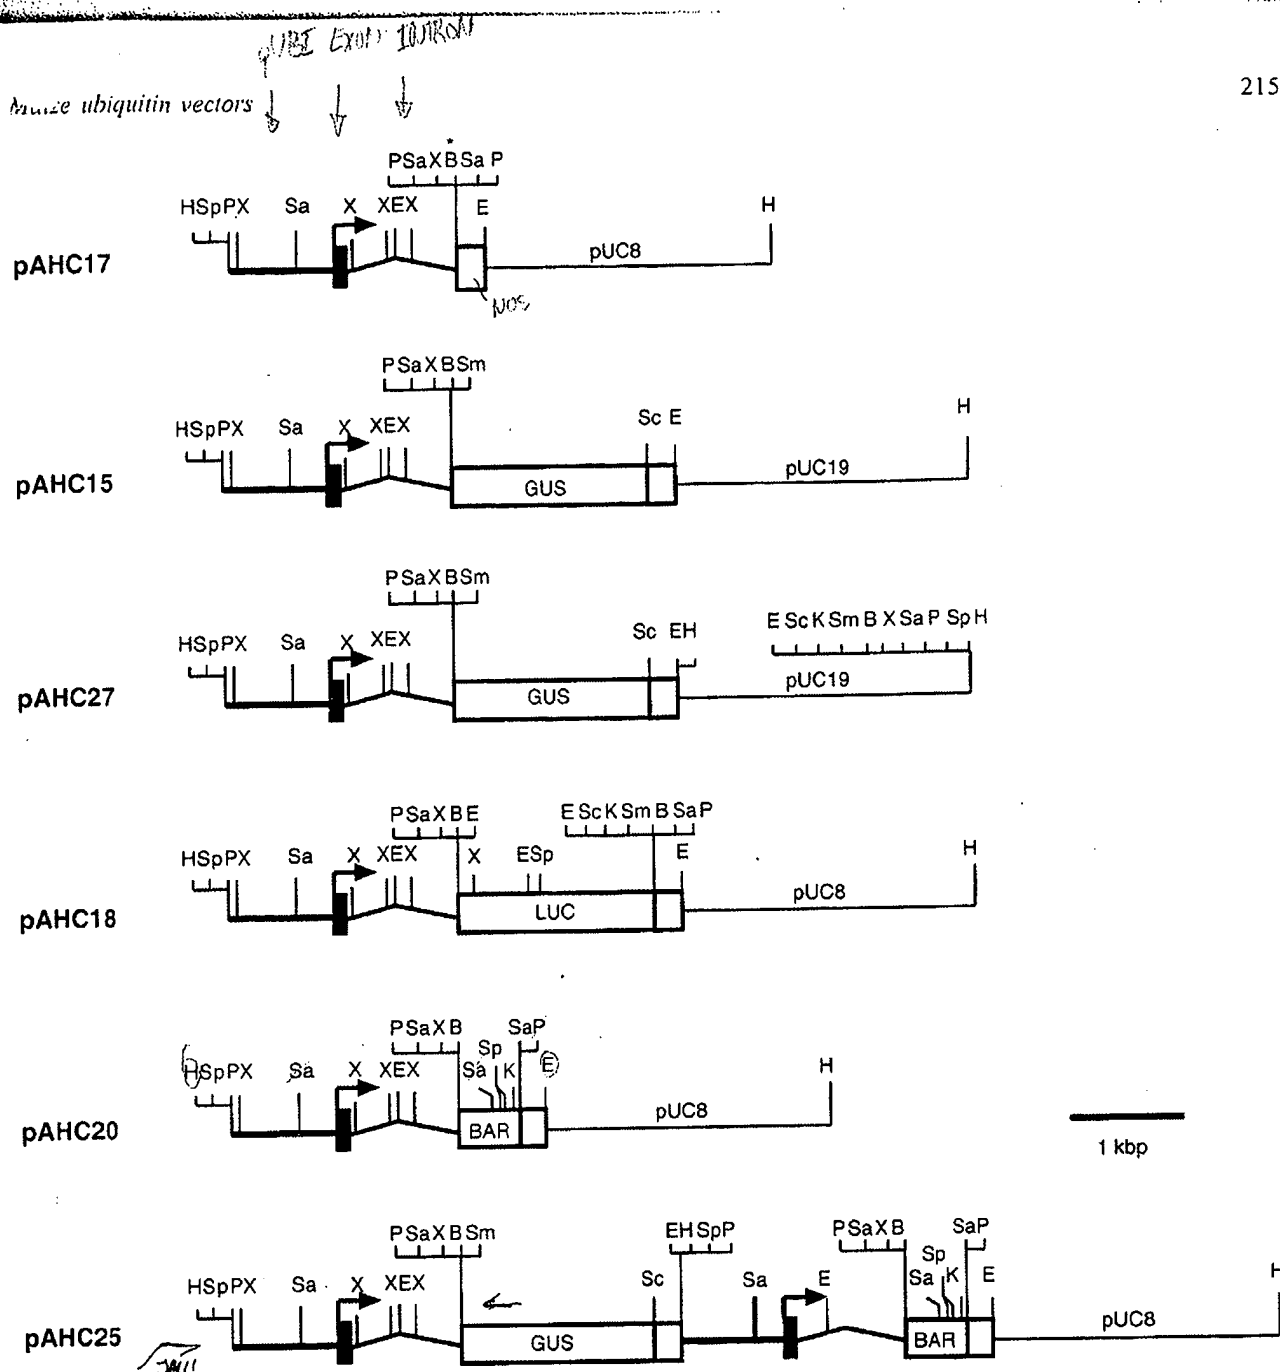 pUBI EXON INTRON
Maize ubiquitin vectors
215
*
PSaXBSa P
HSpPX Sa X XEX E H
pAHC17
pUC8
NOS
PSaXBSm
HSpPX Sa X XEX Sc E H
pAHC15
GUS
pUC19
PSaXBSm
E Sc K Sm B X Sa P Sp H
HSpPX Sa X XEX Sc EH
pAHC27
GUS
pUC19
PSaXBE
E Sc K Sm B Sa P
HSpPX Sa X XEX X ESp E H
pAHC18
LUC
pUC8
PSaXB SaP
Sp
HSpPX Sa X XEX Sa K E H
pAHC20
BAR
pUC8
1 kbp
PSaXBSm EHSpP PSaXB SaP
Sp
HSpPX Sa X XEX Sc Sa E Sa K E H
pAHC25
GUS
BAR
pUC8